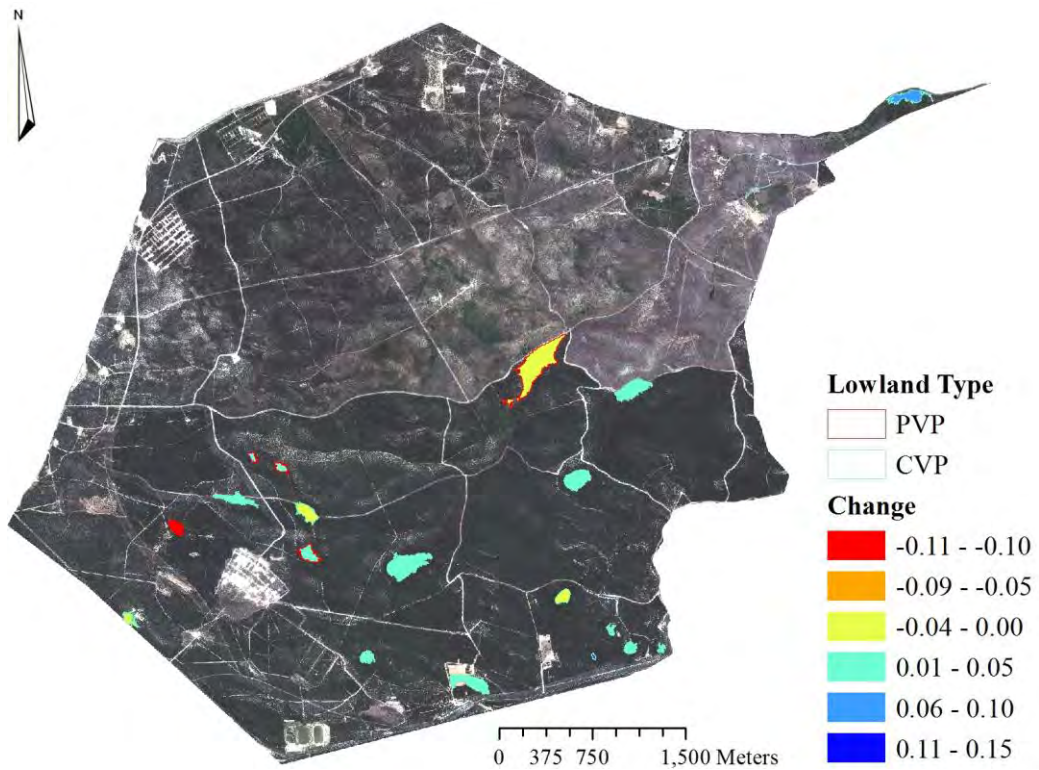 N
Lowland Type
PVP
CVP
Change
-0.11 - -0.10
-0.09 - -0.05
-0.04 - 0.00
0.01 - 0.05
0.06 - 0.10
0.11 - 0.15
0 375 750 1,500 Meters